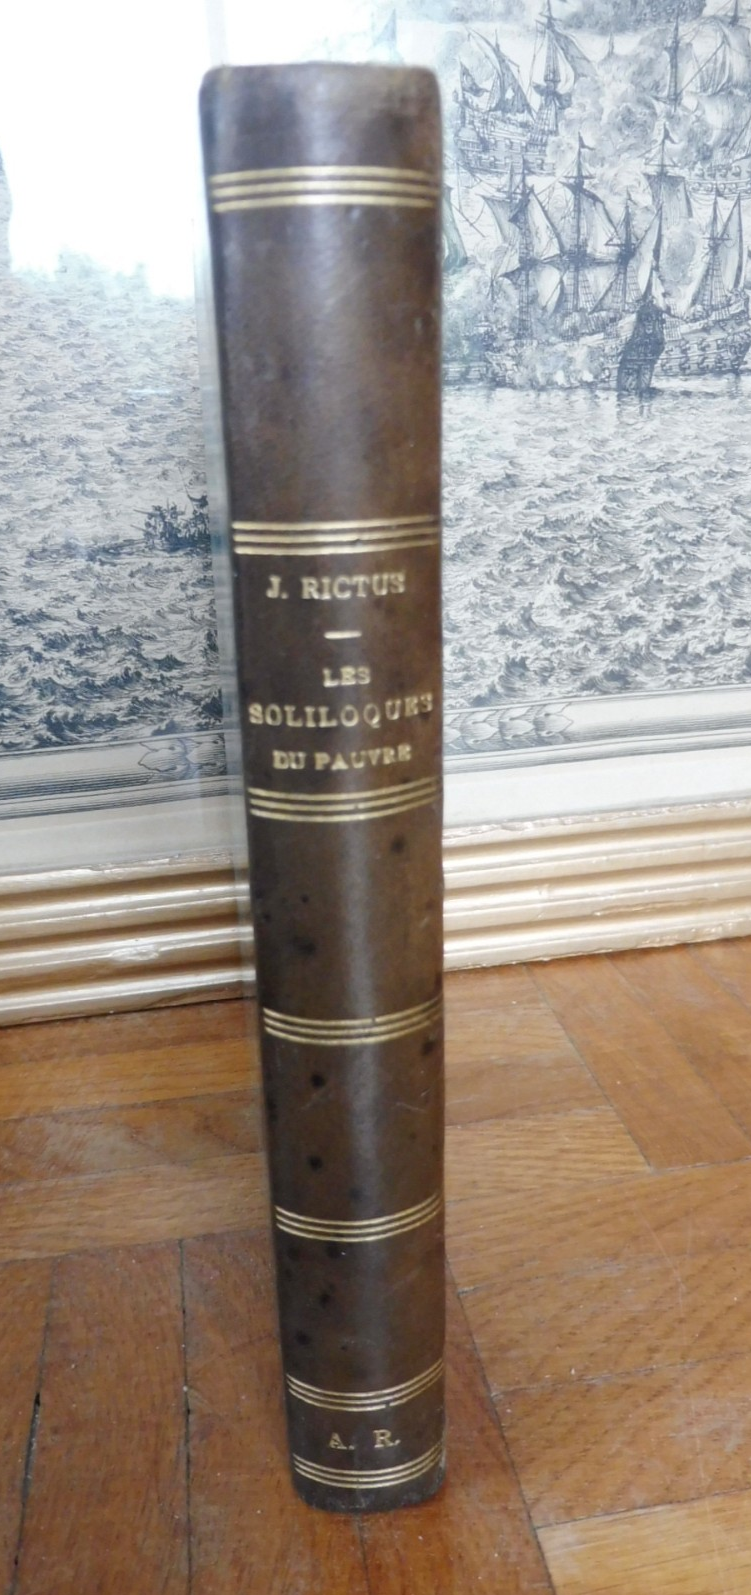 J. RICTUS
LES
SOLILOQUES
DU PAUVRE
A. R.